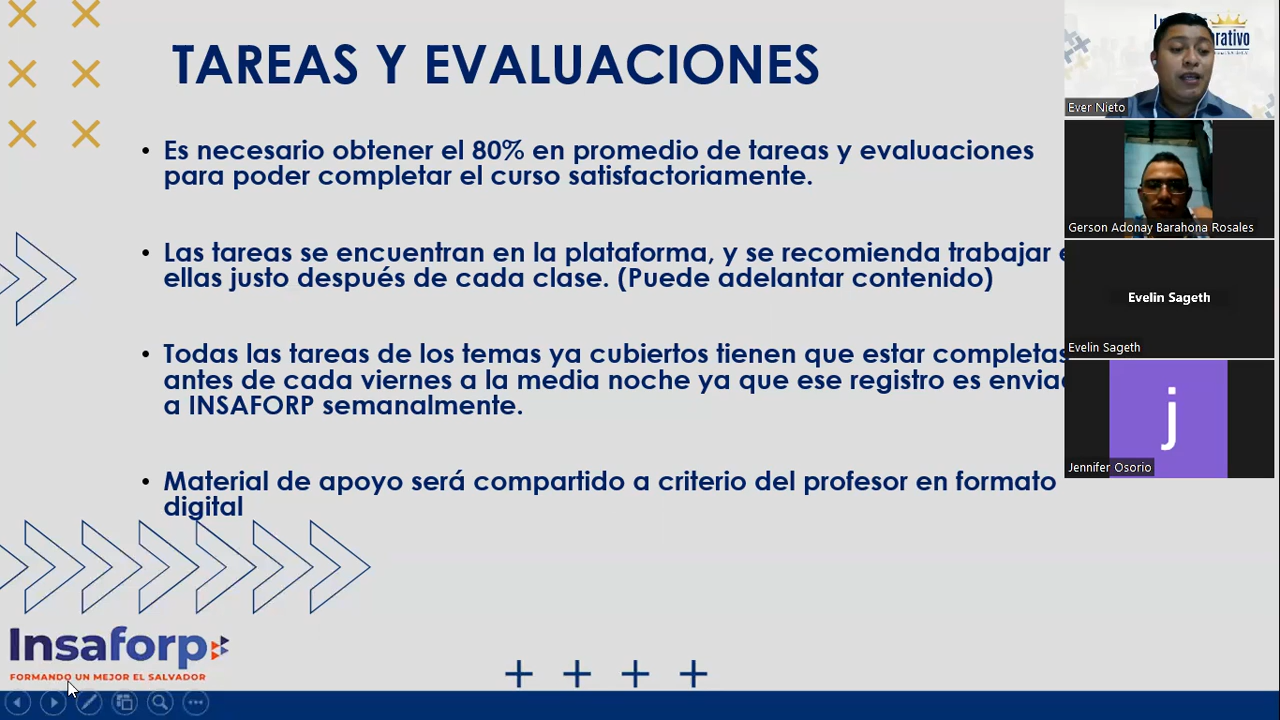 TAREAS Y EVALUACIONES
• Es necesario obtener el 80% en promedio de tareas y evaluaciones
para poder completar el curso satisfactoriamente.
• Las tareas se encuentran en la plataforma, y se recomienda trabajar
ellas justo después de cada clase. (Puede adelantar contenido)
• Todas las tareas de los temas ya cubiertos tienen que estar completas
antes de cada viernes a la media noche ya que ese registro es envia
a INSAFORP semanalmente.
• Material de apoyo será compartido a criterio del profesor en formato
digital
Insaforp
FORMANDO UN MEJOR EL SALVADOR
Ever Nieto
Gerson Adonay Barahona Rosales
Evelin Sageth
Evelin Sageth
j
Jennifer Osorio